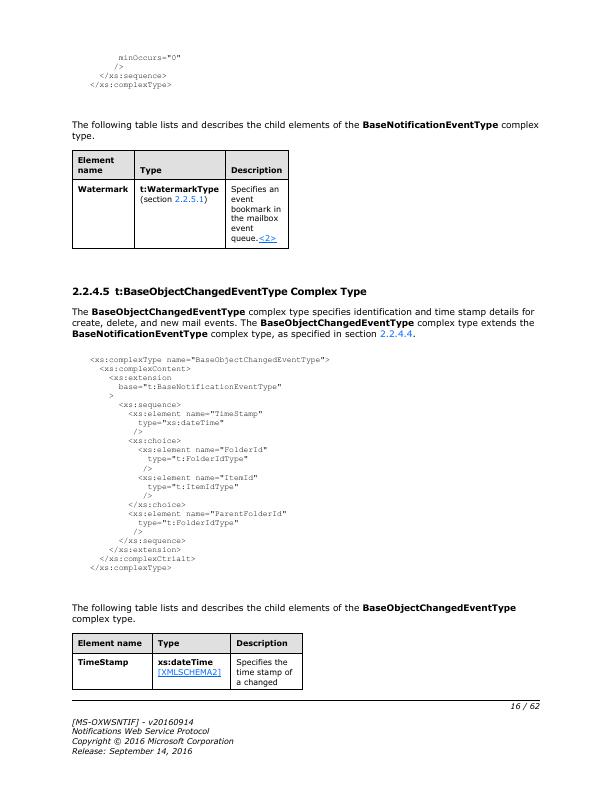 minOccurs="0"
/>
</xs:sequence>
</xs:complexType>
The following table lists and describes the child elements of the BaseNotificationEventType complex
type.
Element
name
Type
Description
Watermark
t:WatermarkType
(section 2.2.5.1)
Specifies an
event
bookmark in
the mailbox
event
queue.<2>
2.2.4.5 t:BaseObjectChangedEventType Complex Type
The BaseObjectChangedEventType complex type specifies identification and time stamp details for
create, delete, and new mail events. The BaseObjectChangedEventType complex type extends the
BaseNotificationEventType complex type, as specified in section 2.2.4.4.
<xs:complexType name="BaseObjectChangedEventType">
<xs:complexContent>
<xs:extension
base="t:BaseNotificationEventType"
>
<xs:sequence>
<xs:element name="TimeStamp"
type="xs:dateTime"
/>
<xs:choice>
<xs:element name="FolderId"
type="t:FolderIdType"
/>
<xs:element name="ItemId"
type="t:ItemIdType"
/>
</xs:choice>
<xs:element name="ParentFolderId"
type="t:FolderIdType"
/>
</xs:sequence>
</xs:extension>
</xs:complexCtrialt>
</xs:complexType>
The following table lists and describes the child elements of the BaseObjectChangedEventType
complex type.
Element name
Type
Description
TimeStamp
xs:dateTime
[XMLSCHEMA2]
Specifies the
time stamp of
a changed
16 / 62
[MS-OXWSNTIF] - v20160914
Notifications Web Service Protocol
Copyright © 2016 Microsoft Corporation
Release: September 14, 2016